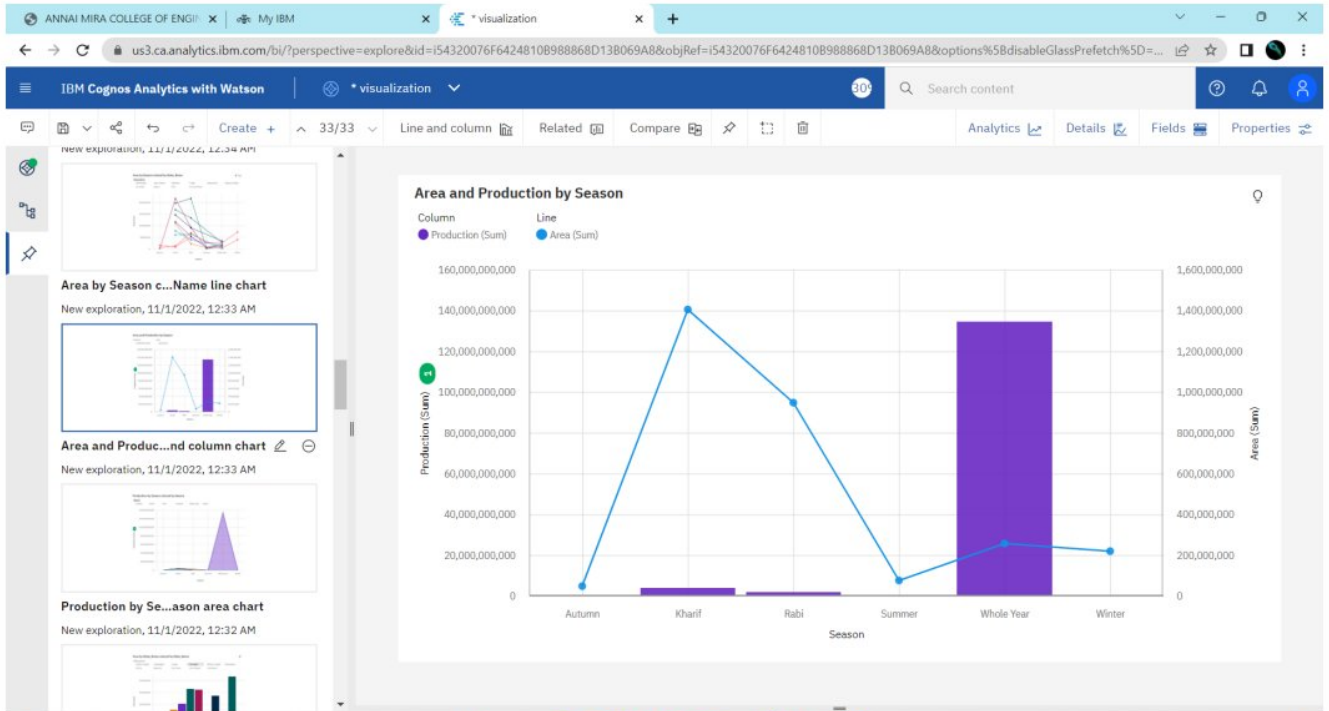 ANNAI MIRA COLLEGE OF ENGIN
My IBM
* visualization
us3.ca.analytics.ibm.com/bi/?perspective=explore&id=i54320076F6424810B988868D13B069A8&objRef=i54320076F6424810B988868D13B069A8&options%5BdisableGlassPrefetch%5D=...
IBM Cognos Analytics with Watson
* visualization
Search content
Create +
33/33
Line and column
Related
Compare
Analytics
Details
Fields
Properties
New exploration, 11/1/2022, 12:34 AM
Area by Season c...Name line chart
New exploration, 11/1/2022, 12:33 AM
Area and Produc...nd column chart
New exploration, 11/1/2022, 12:33 AM
Production by Se...ason area chart
New exploration, 11/1/2022, 12:32 AM
Area and Production by Season
Column
Production (Sum)
Line
Area (Sum)
Production (Sum)
1
160,000,000,000
140,000,000,000
120,000,000,000
100,000,000,000
80,000,000,000
60,000,000,000
40,000,000,000
20,000,000,000
0
1,600,000,000
1,400,000,000
1,200,000,000
1,000,000,000
800,000,000
600,000,000
400,000,000
200,000,000
0
Area (Sum)
Autumn
Kharif
Rabi
Summer
Whole Year
Winter
Season